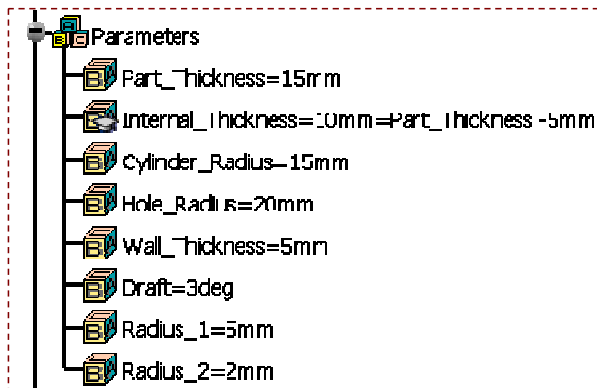 Parameters
Part_Thickness=15mm
Internal_Thickness=10mm=Part_Thickness -5mm
Cylinder_Radius=15mm
Hole_Radius=20mm
Wall_Thickness=5mm
Draft=3deg
Radius_1=5mm
Radius_2=2mm